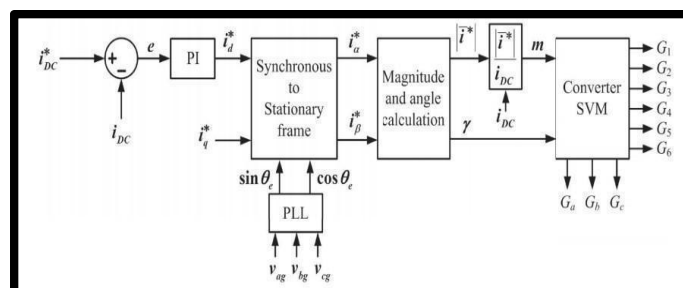 i*DC
+
−
iDC
e
PI
i*d
i*q
Synchronous
to
Stationary
frame
sin θe
cos θe
PLL
vag vbg vcg
i*α
i*β
Magnitude
and angle
calculation
|i̅*|
γ
|i̅*|
iDC
iDC
m
Converter
SVM
G1
G2
G3
G4
G5
G6
Ga Gb Gc